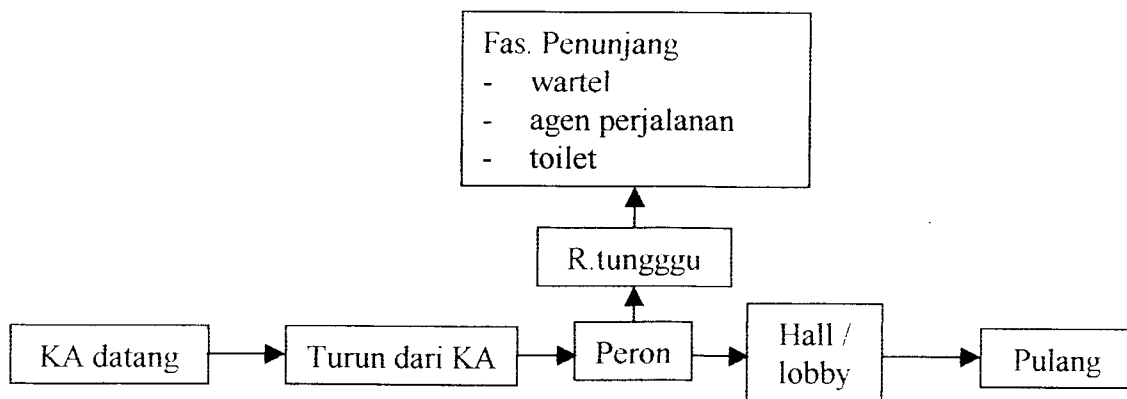 Fas. Penunjang
- wartel
- agen perjalanan
- toilet
R.tungggu
KA datang
Turun dari KA
Peron
Hall /
lobby
Pulang